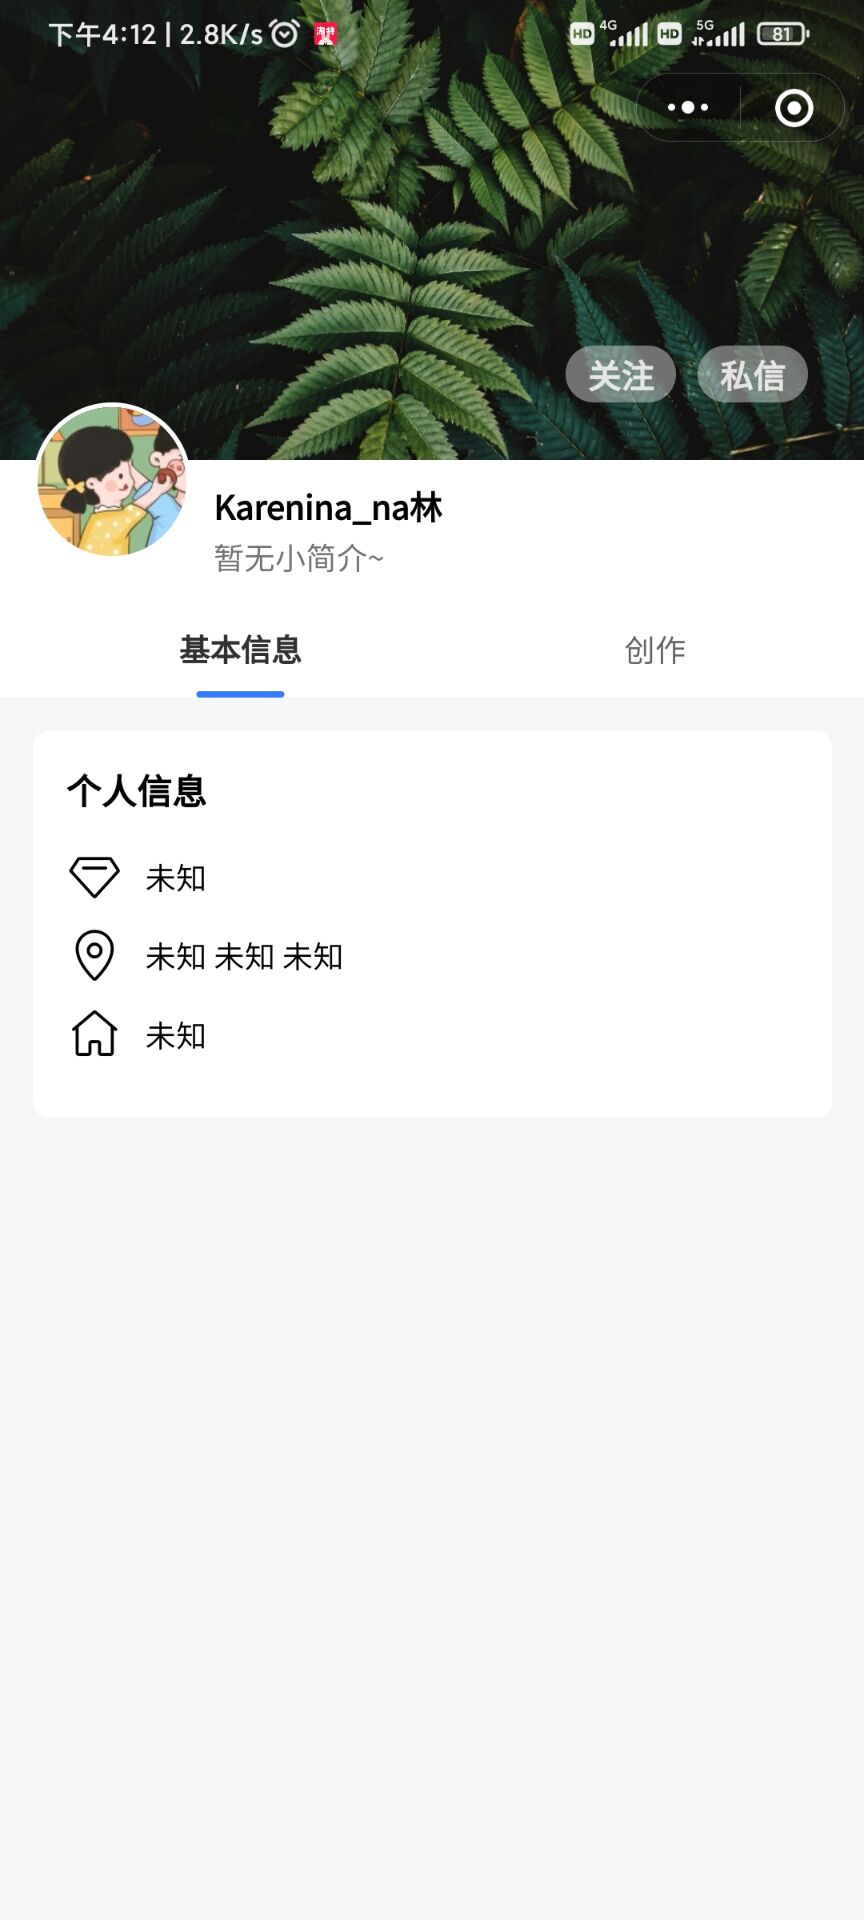 下午4:12 | 2.8K/s 淘特 HD 4G HD 5G 81
关注 私信
Karenina_na林
暂无小简介~
基本信息 创作
个人信息
未知
未知 未知 未知
未知